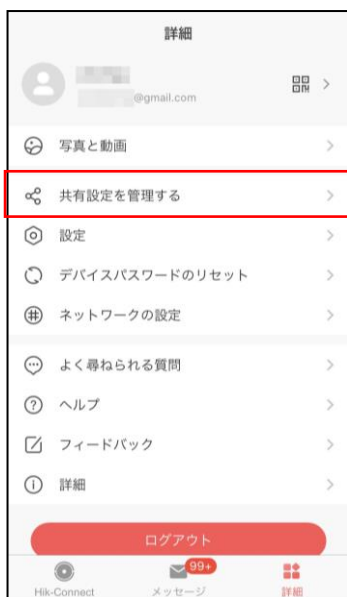 詳細
@gmail.com
写真と動画
共有設定を管理する
設定
デバイスパスワードのリセット
ネットワークの設定
よく尋ねられる質問
ヘルプ
フィードバック
詳細
ログアウト
99+
Hik-Connect
メッセージ
詳細